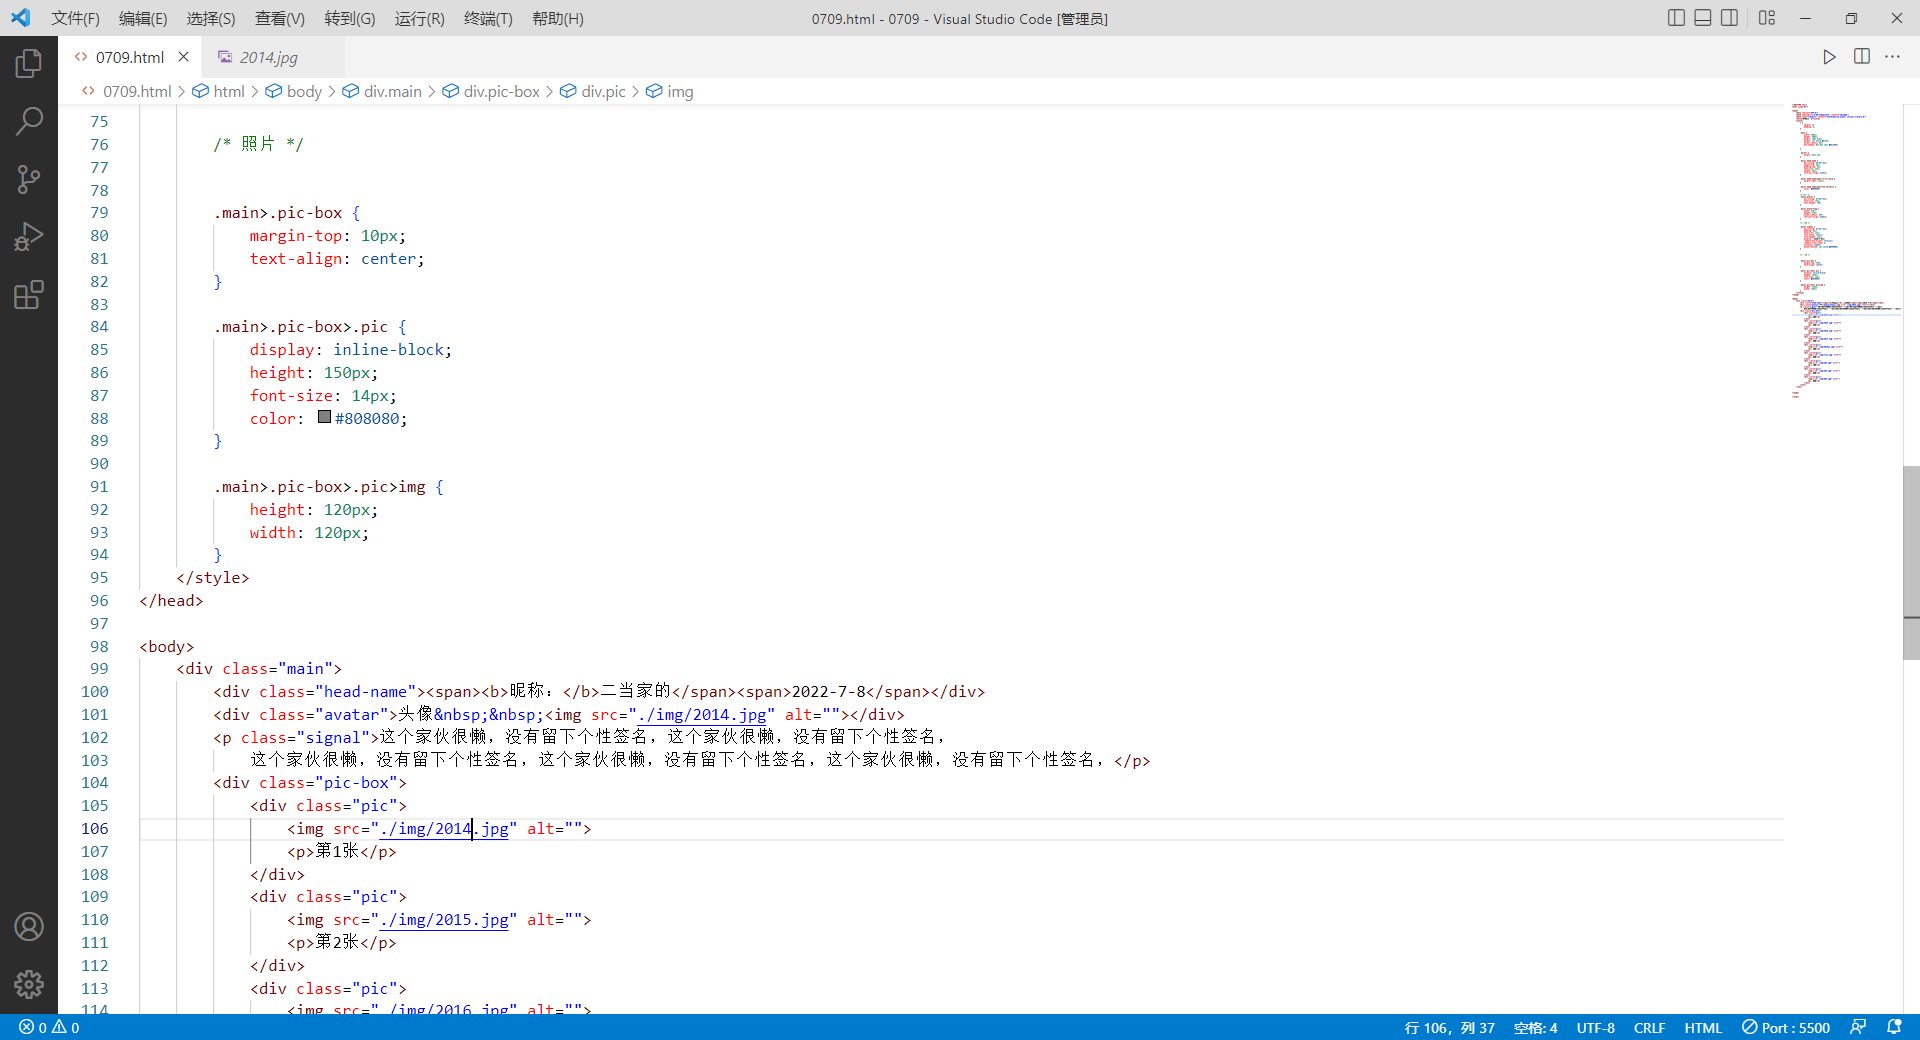 文件(F) 编辑(E) 选择(S) 查看(V) 转到(G) 运行(R) 终端(T) 帮助(H) 0709.html - 0709 - Visual Studio Code [管理员]
0709.html 2014.jpg
0709.html > html > body > div.main > div.pic-box > div.pic > img
75
76 /* 照片 */
77
78
79 .main>.pic-box {
80 margin-top: 10px;
81 text-align: center;
82 }
83
84 .main>.pic-box>.pic {
85 display: inline-block;
86 height: 150px;
87 font-size: 14px;
88 color: #808080;
89 }
90
91 .main>.pic-box>.pic>img {
92 height: 120px;
93 width: 120px;
94 }
95 </style>
96 </head>
97
98 <body>
99 <div class="main">
100 <div class="head-name"><span><b>昵称：</b>二当家的</span><span>2022-7-8</span></div>
101 <div class="avatar">头像&nbsp;&nbsp;<img src="./img/2014.jpg" alt=""></div>
102 <p class="signal">这个家伙很懒，没有留下个性签名，这个家伙很懒，没有留下个性签名，
103 这个家伙很懒，没有留下个性签名，这个家伙很懒，没有留下个性签名，这个家伙很懒，没有留下个性签名，</p>
104 <div class="pic-box">
105 <div class="pic">
106 <img src="./img/2014.jpg" alt="">
107 <p>第1张</p>
108 </div>
109 <div class="pic">
110 <img src="./img/2015.jpg" alt="">
111 <p>第2张</p>
112 </div>
113 <div class="pic">
114 <img src="./img/2016.jpg" alt="">
0 0 行 106，列 37 空格: 4 UTF-8 CRLF HTML Port : 5500